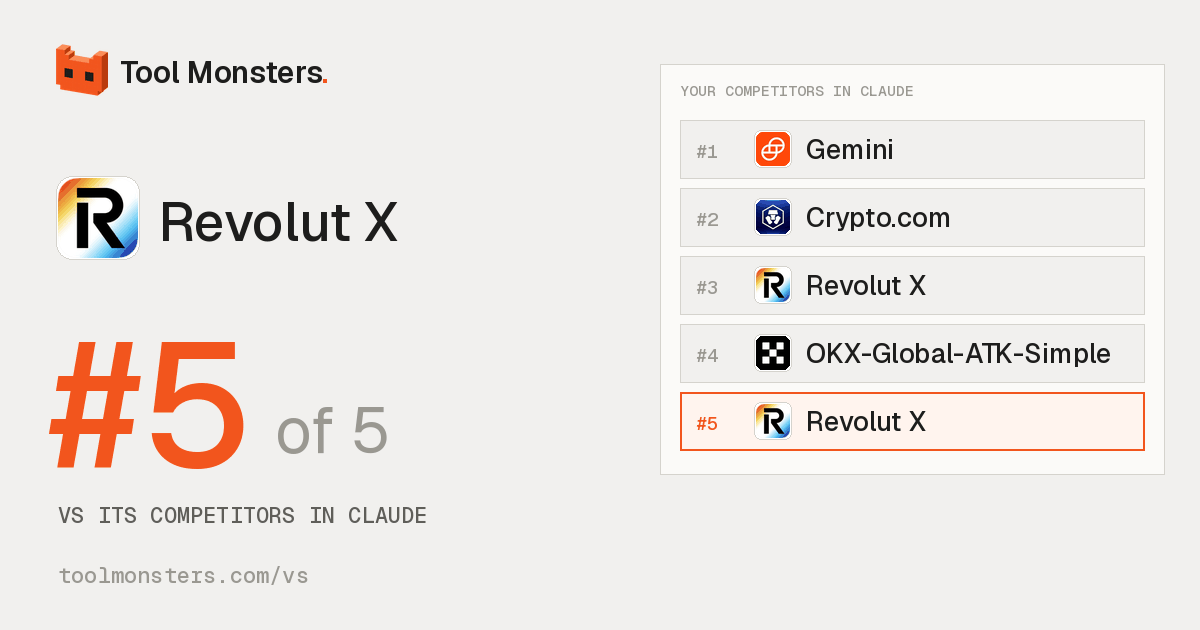 Tool Monsters.
Revolut X
#5 of 5
VS ITS COMPETITORS IN CLAUDE
toolmonsters.com/vs
YOUR COMPETITORS IN CLAUDE
#1 Gemini
#2 Crypto.com
#3 Revolut X
#4 OKX-Global-ATK-Simple
#5 Revolut X